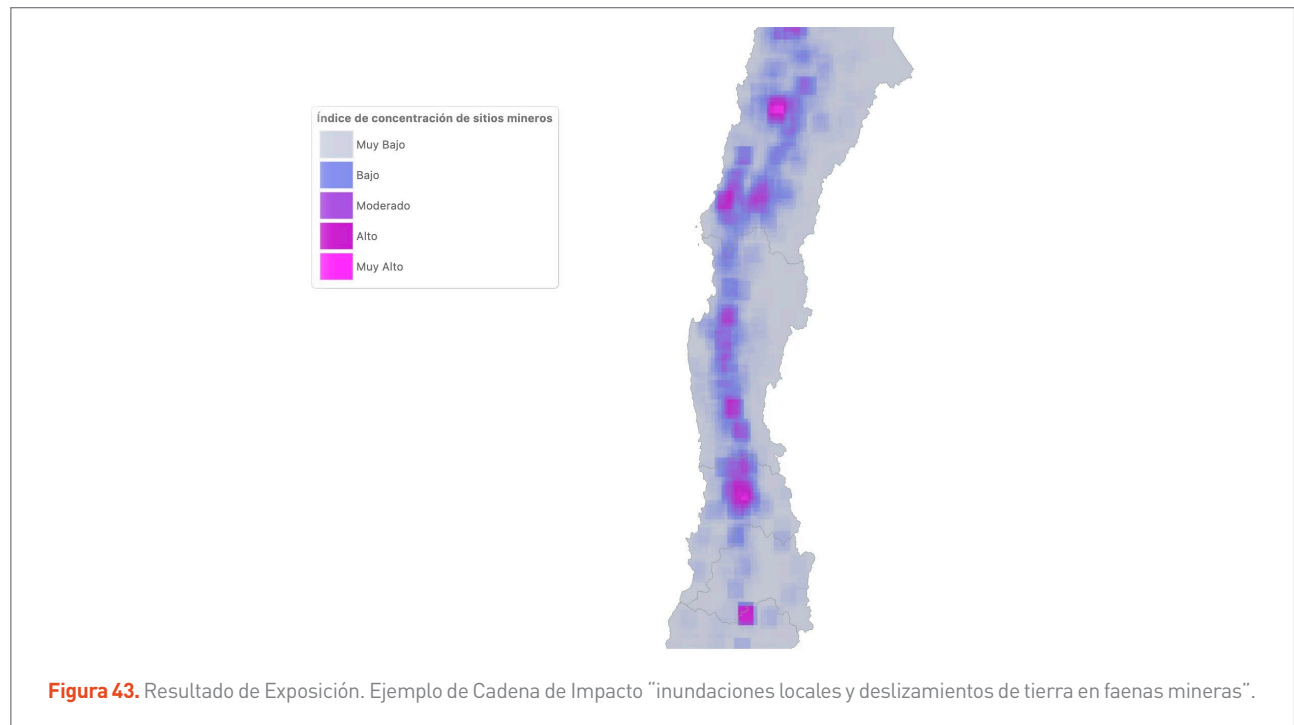 Índice de concentración de sitios mineros
Muy Bajo
Bajo
Moderado
Alto
Muy Alto
Figura 43. Resultado de Exposición. Ejemplo de Cadena de Impacto “inundaciones locales y deslizamientos de tierra en faenas mineras”.